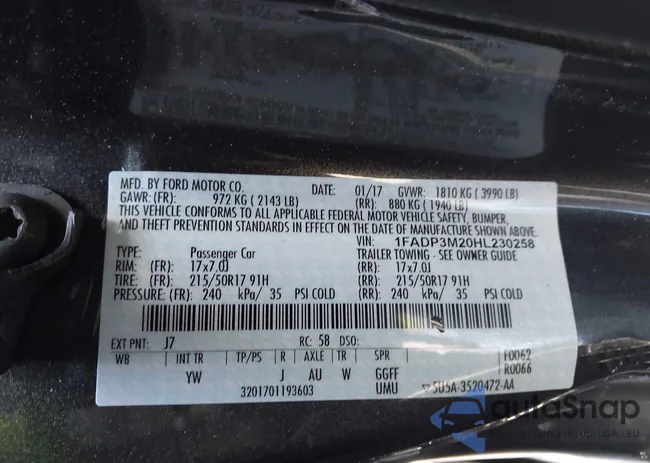 MFD. BY FORD MOTOR CO. DATE: 01/17 GVWR: 1810 KG ( 3990 LB)
GAWR: (FR) 972 KG ( 2143 LB) (RR): 880 KG ( 1940 LB)
THIS VEHICLE CONFORMS TO ALL APPLICABLE FEDERAL MOTOR VEHICLE SAFETY, BUMPER,
AND THEFT PREVENTION STANDARDS IN EFFECT ON THE DATE OF MANUFACTURE SHOWN ABOVE.
VIN: 1FADP3M20HL230258
TYPE: Passenger Car TRAILER TOWING - SEE OWNER GUIDE
RIM: (FR): 17x7.0J (RR): 17x7.0J
TIRE: (FR): 215/50R17 91H (RR): 215/50R17 91H
PRESSURE: (FR): 240 kPa/ 35 PSI COLD (RR): 240 kPa/ 35 PSI COLD
EXT PNT: J7 RC: 58 DSO: F0062
WB INT TR TP/PS R AXLE TR SPR R0066
YW J AU W GGFF
3201701193603 UMU 5U5A-3520472-AA
autoSnap